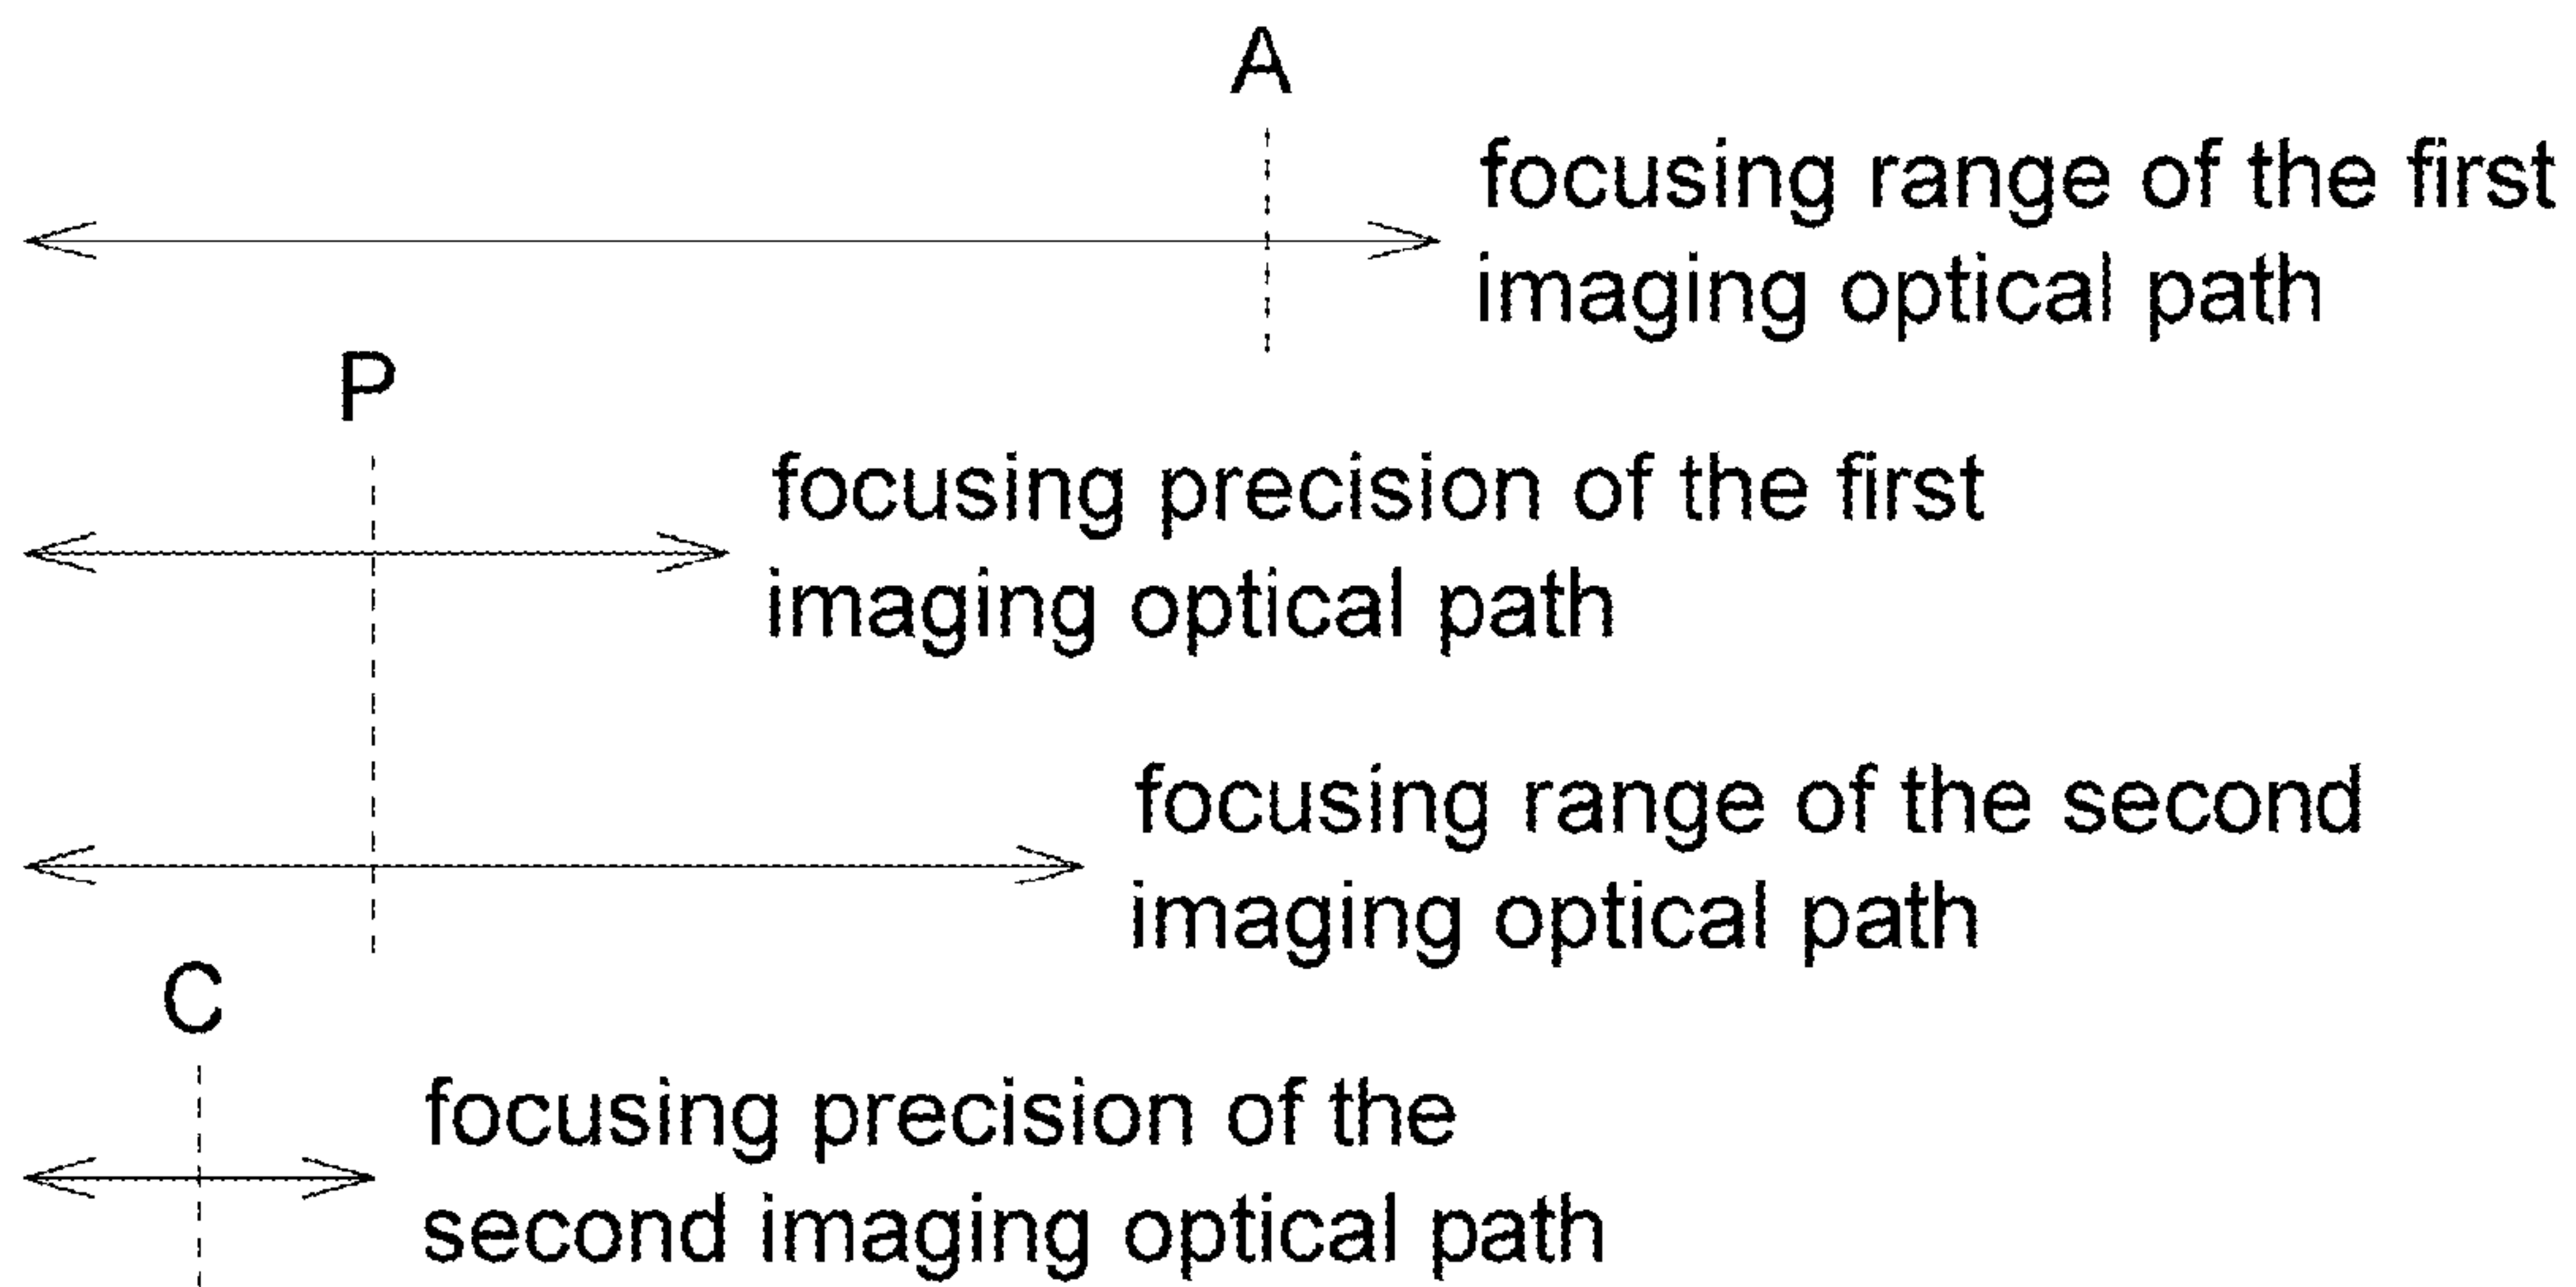 A
focusing range of the first
imaging optical path
P
focusing precision of the first
imaging optical path
focusing range of the second
imaging optical path
C
focusing precision of the
second imaging optical path